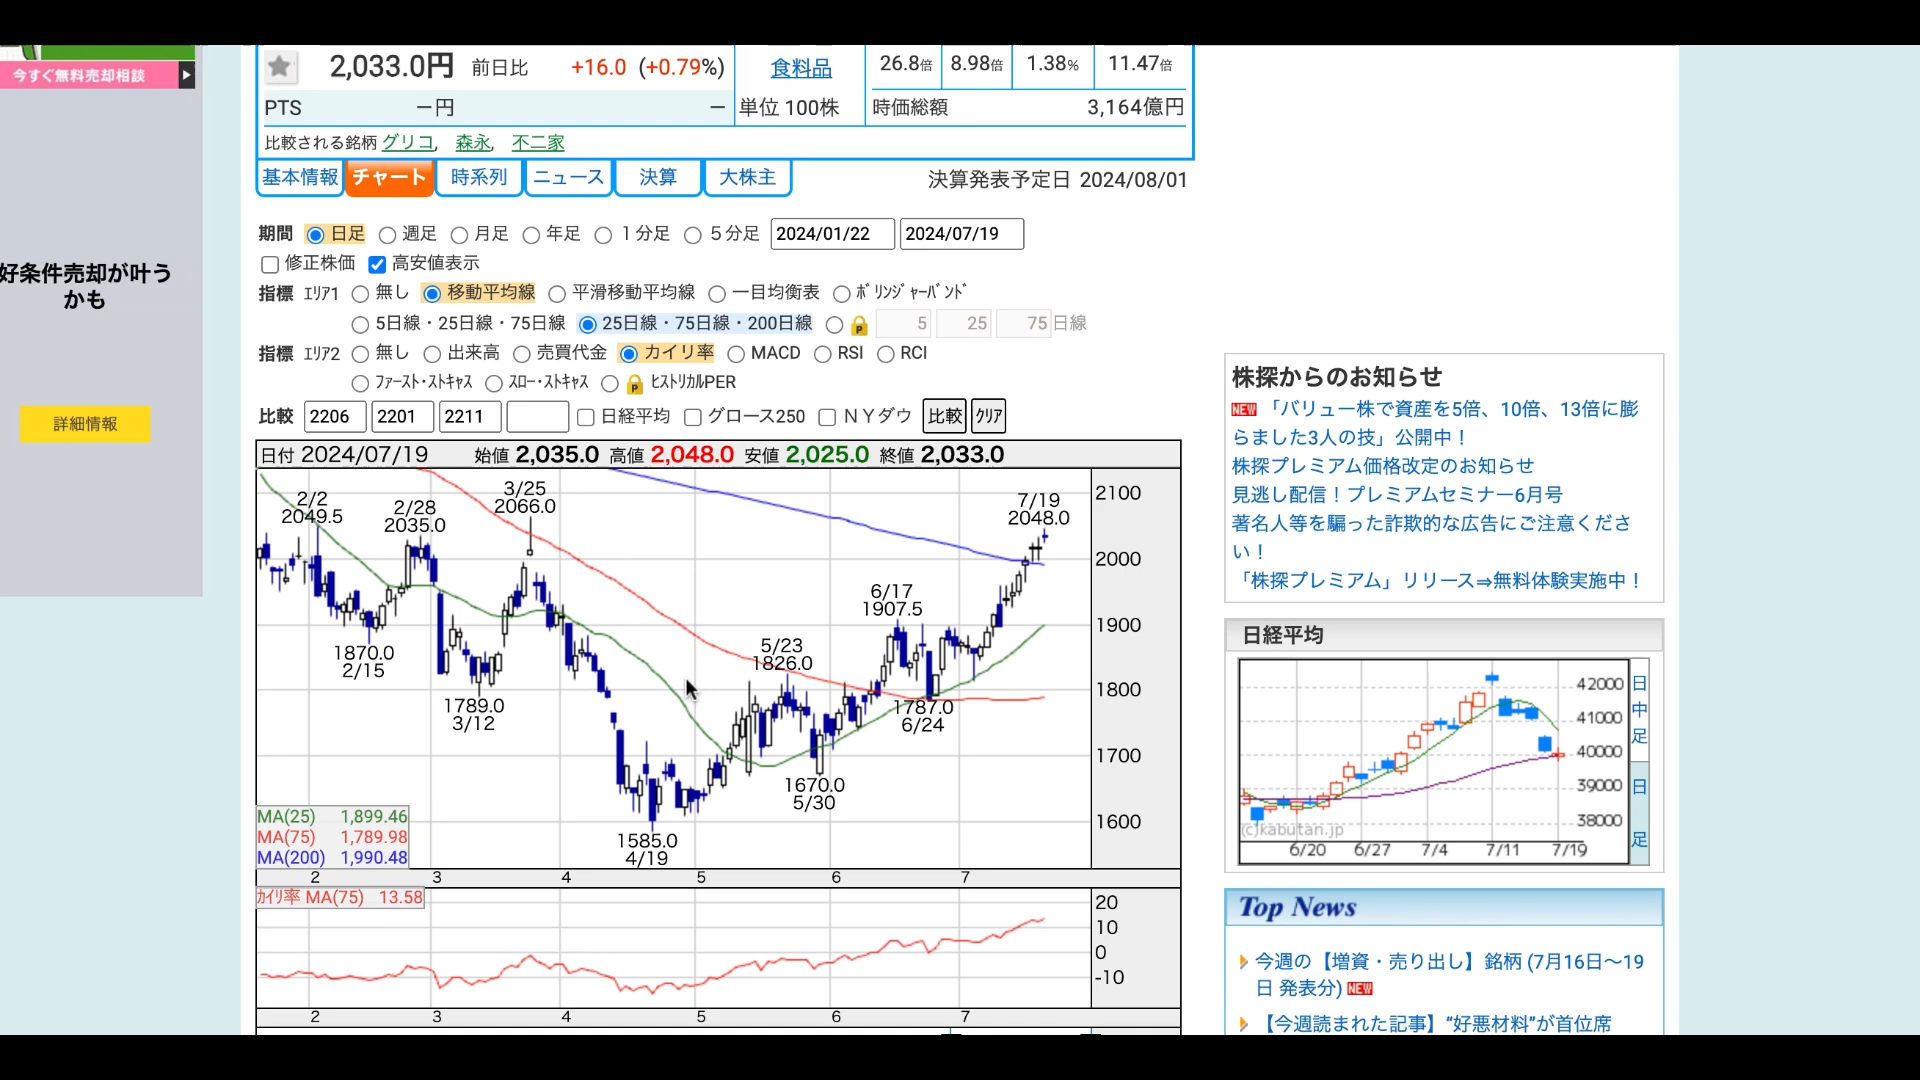 今すぐ無料売却相談
好条件売却が叶う
かも
詳細情報
2,033.0円 前日比 +16.0 (+0.79%) 食料品 26.8倍 8.98倍 1.38% 11.47倍
PTS －円 － 単位 100株 時価総額 3,164億円
比較される銘柄 グリコ, 森永, 不二家
基本情報 チャート 時系列 ニュース 決算 大株主 決算発表予定日 2024/08/01
期間 日足 週足 月足 年足 1分足 5分足 2024/01/22 2024/07/19
修正株価 高安値表示
指標 ｴﾘｱ1 無し 移動平均線 平滑移動平均線 一目均衡表 ﾎﾞﾘﾝｼﾞｬｰﾊﾞﾝﾄﾞ
5日線・25日線・75日線 25日線・75日線・200日線 P 5 25 75 日線
指標 ｴﾘｱ2 無し 出来高 売買代金 カイリ率 MACD RSI RCI
ﾌｧｰｽﾄ･ｽﾄｷｬｽ ｽﾛｰ･ｽﾄｷｬｽ P ﾋｽﾄﾘｶﾙPER
比較 2206 2201 2211 日経平均 グロース250 ＮＹダウ 比較 ｸﾘｱ
日付 2024/07/19 始値 2,035.0 高値 2,048.0 安値 2,025.0 終値 2,033.0
2/2
2049.5
2/28
2035.0
3/25
2066.0
7/19
2048.0
6/17
1907.5
5/23
1826.0
1870.0
2/15
1789.0
3/12
1787.0
6/24
1670.0
5/30
1585.0
4/19
2100
2000
1900
1800
1700
1600
MA(25) 1,899.46
MA(75) 1,789.98
MA(200) 1,990.48
2 3 4 5 6 7
ｶｲﾘ率 MA(75) 13.58
20
10
0
-10
2 3 4 5 6 7
株探からのお知らせ
NEW 「バリュー株で資産を5倍、10倍、13倍に膨
らました3人の技」公開中！
株探プレミアム価格改定のお知らせ
見逃し配信！プレミアムセミナー6月号
著名人等を騙った詐欺的な広告にご注意くださ
い！
「株探プレミアム」リリース⇒無料体験実施中！
日経平均
42000
41000
40000
39000
38000
(c)kabutan.jp
6/20 6/27 7/4 7/11 7/19
日
中
足
日
足
Top News
今週の【増資・売り出し】銘柄 (7月16日～19
日 発表分) NEW
【今週読まれた記事】“好悪材料”が首位席